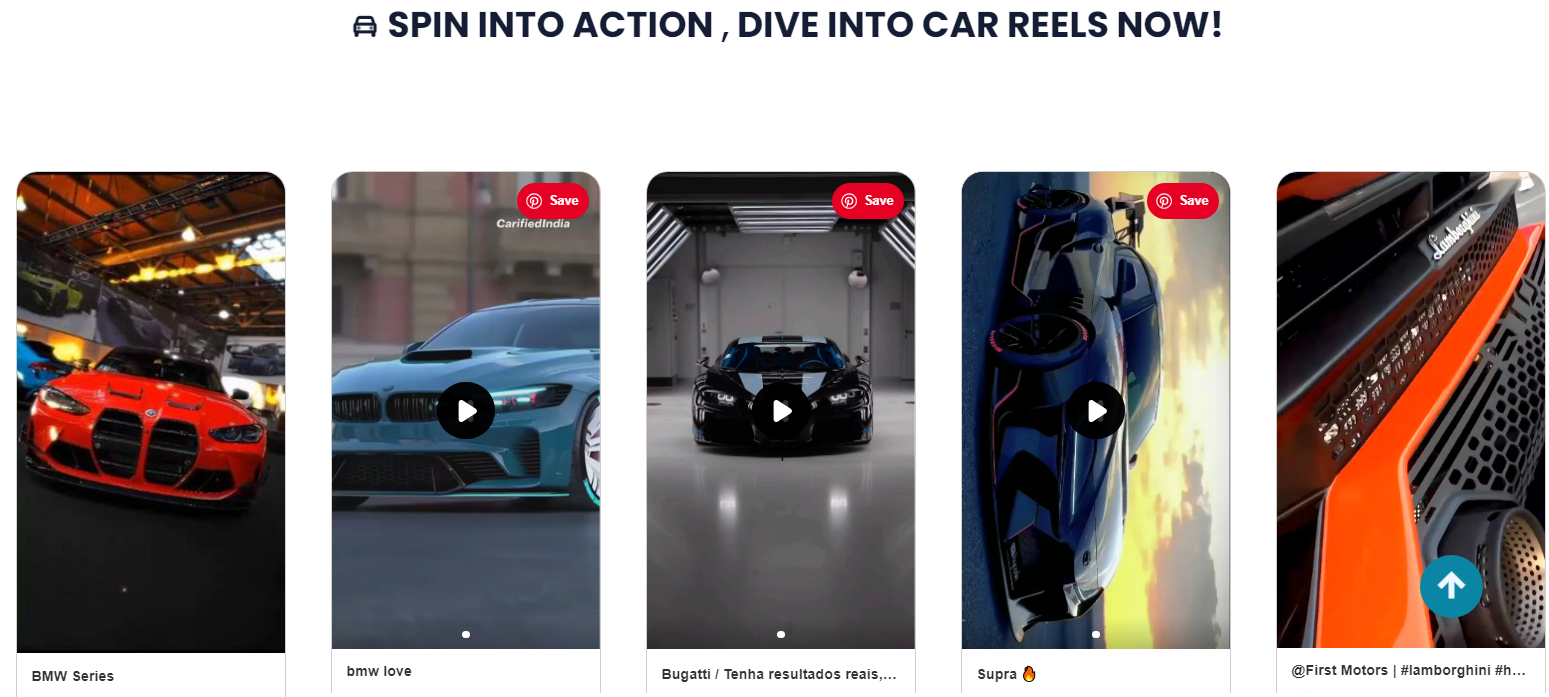 SPIN INTO ACTION , DIVE INTO CAR REELS NOW!
Save
Save
Save
CarifiedIndia
Lamborghini
BMW Series
bmw love
Bugatti / Tenha resultados reais,...
Supra 🔥
@First Motors | #lamborghini #h...